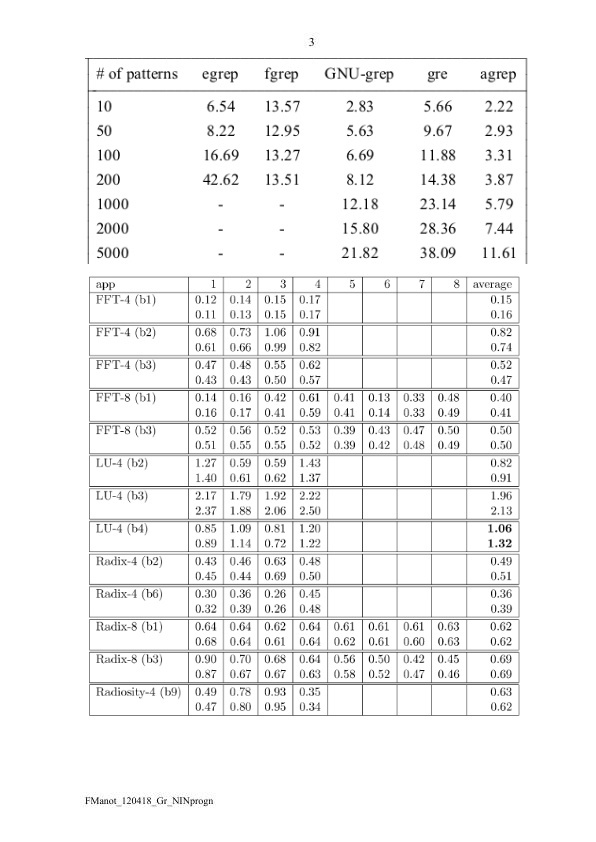 3
# of patterns egrep fgrep GNU-grep gre agrep
10 6.54 13.57 2.83 5.66 2.22
50 8.22 12.95 5.63 9.67 2.93
100 16.69 13.27 6.69 11.88 3.31
200 42.62 13.51 8.12 14.38 3.87
1000 - - 12.18 23.14 5.79
2000 - - 15.80 28.36 7.44
5000 - - 21.82 38.09 11.61
app 1 2 3 4 5 6 7 8 average
FFT-4 (b1) 0.12 0.14 0.15 0.17 0.15
0.11 0.13 0.15 0.17 0.16
FFT-4 (b2) 0.68 0.73 1.06 0.91 0.82
0.61 0.66 0.99 0.82 0.74
FFT-4 (b3) 0.47 0.48 0.55 0.62 0.52
0.43 0.43 0.50 0.57 0.47
FFT-8 (b1) 0.14 0.16 0.42 0.61 0.41 0.13 0.33 0.48 0.40
0.16 0.17 0.41 0.59 0.41 0.14 0.33 0.49 0.41
FFT-8 (b3) 0.52 0.56 0.52 0.53 0.39 0.43 0.47 0.50 0.50
0.51 0.55 0.55 0.52 0.39 0.42 0.48 0.49 0.50
LU-4 (b2) 1.27 0.59 0.59 1.43 0.82
1.40 0.61 0.62 1.37 0.91
LU-4 (b3) 2.17 1.79 1.92 2.22 1.96
2.37 1.88 2.06 2.50 2.13
LU-4 (b4) 0.85 1.09 0.81 1.20 1.06
0.89 1.14 0.72 1.22 1.32
Radix-4 (b2) 0.43 0.46 0.63 0.48 0.49
0.45 0.44 0.69 0.50 0.51
Radix-4 (b6) 0.30 0.36 0.26 0.45 0.36
0.32 0.39 0.26 0.48 0.39
Radix-8 (b1) 0.64 0.64 0.62 0.64 0.61 0.61 0.61 0.63 0.62
0.68 0.64 0.61 0.64 0.62 0.61 0.60 0.63 0.62
Radix-8 (b3) 0.90 0.70 0.68 0.64 0.56 0.50 0.42 0.45 0.69
0.87 0.67 0.67 0.63 0.58 0.52 0.47 0.46 0.69
Radiosity-4 (b9) 0.49 0.78 0.93 0.35 0.63
0.47 0.80 0.95 0.34 0.62
FManot_120418_Gr_NINprogn